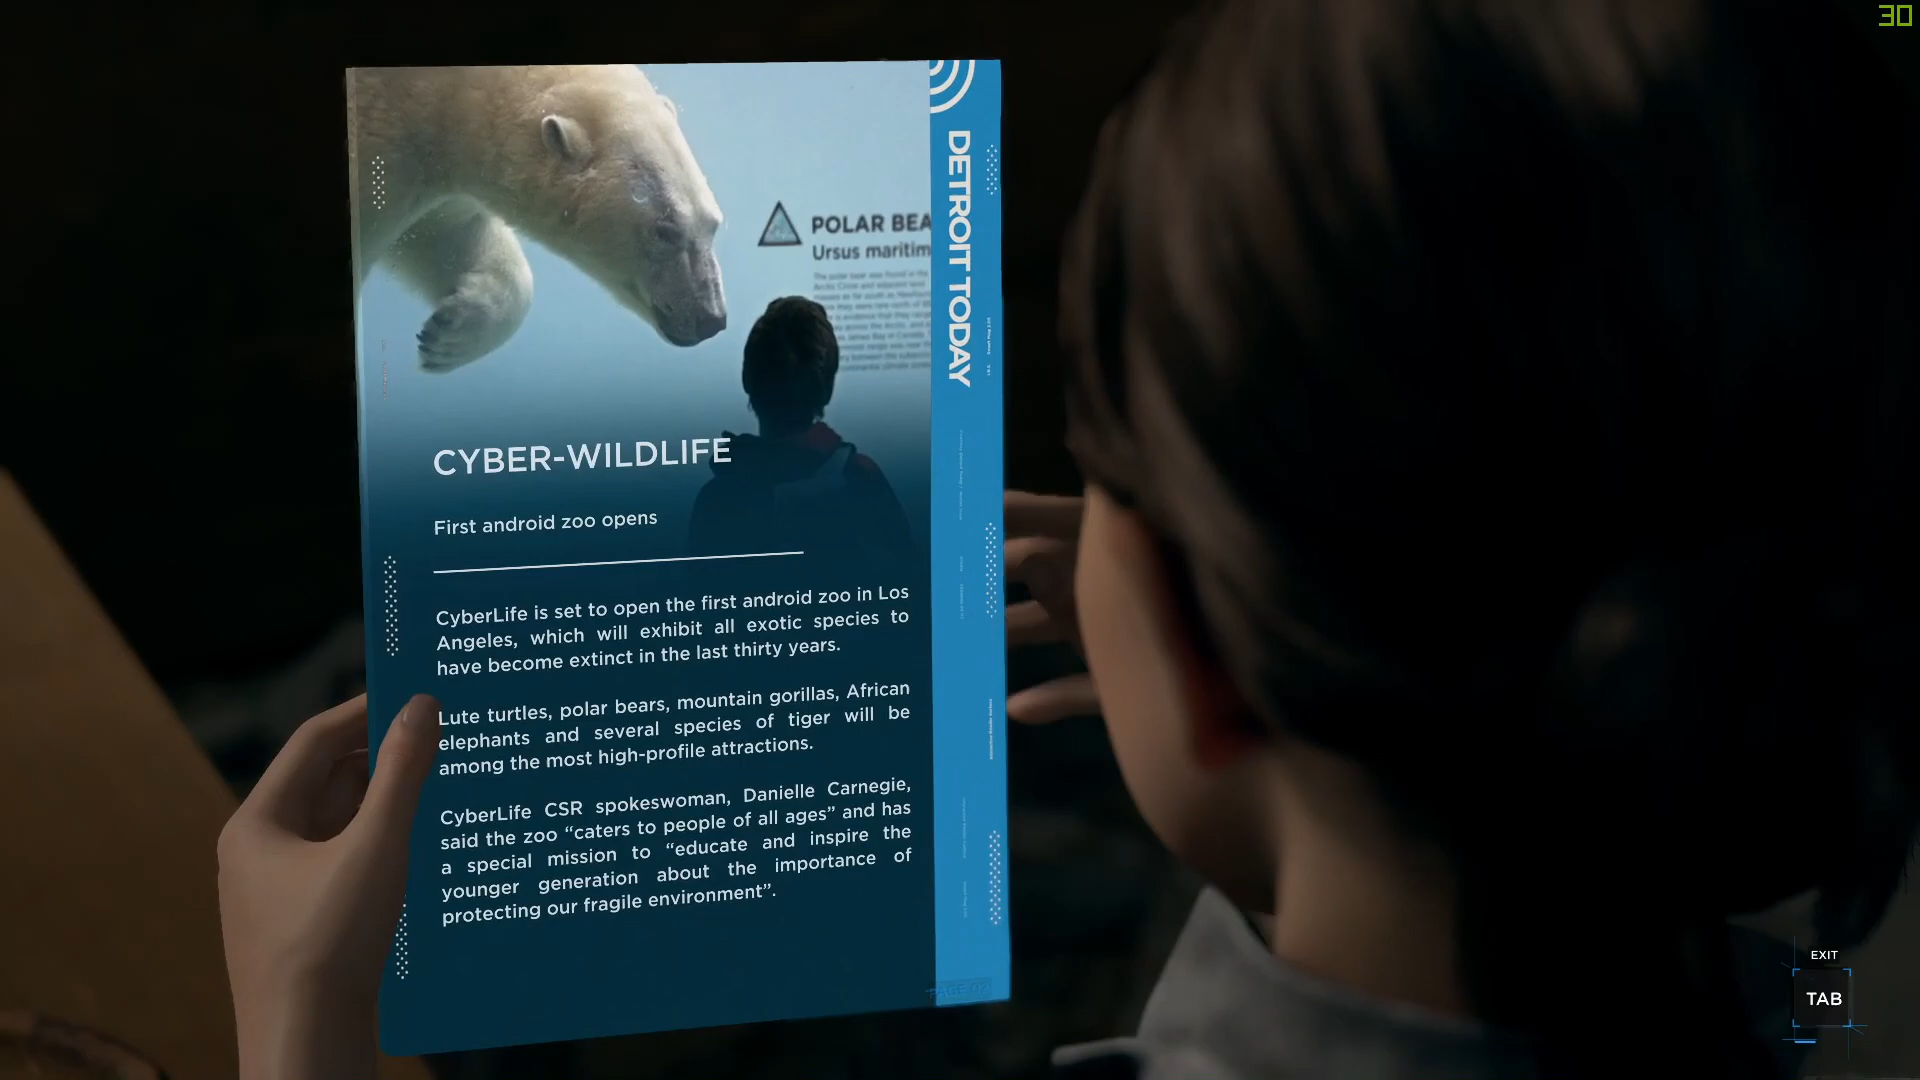 30
POLAR BEA
Ursus maritim
DETROIT TODAY
CYBER-WILDLIFE
First android zoo opens
CyberLife is set to open the first android zoo in Los
Angeles, which will exhibit all exotic species to
have become extinct in the last thirty years.
Lute turtles, polar bears, mountain gorillas, African
elephants and several species of tiger will be
among the most high-profile attractions.
CyberLife CSR spokeswoman, Danielle Carnegie,
said the zoo “caters to people of all ages” and has
a special mission to “educate and inspire the
younger generation about the importance of
protecting our fragile environment”.
EXIT
TAB